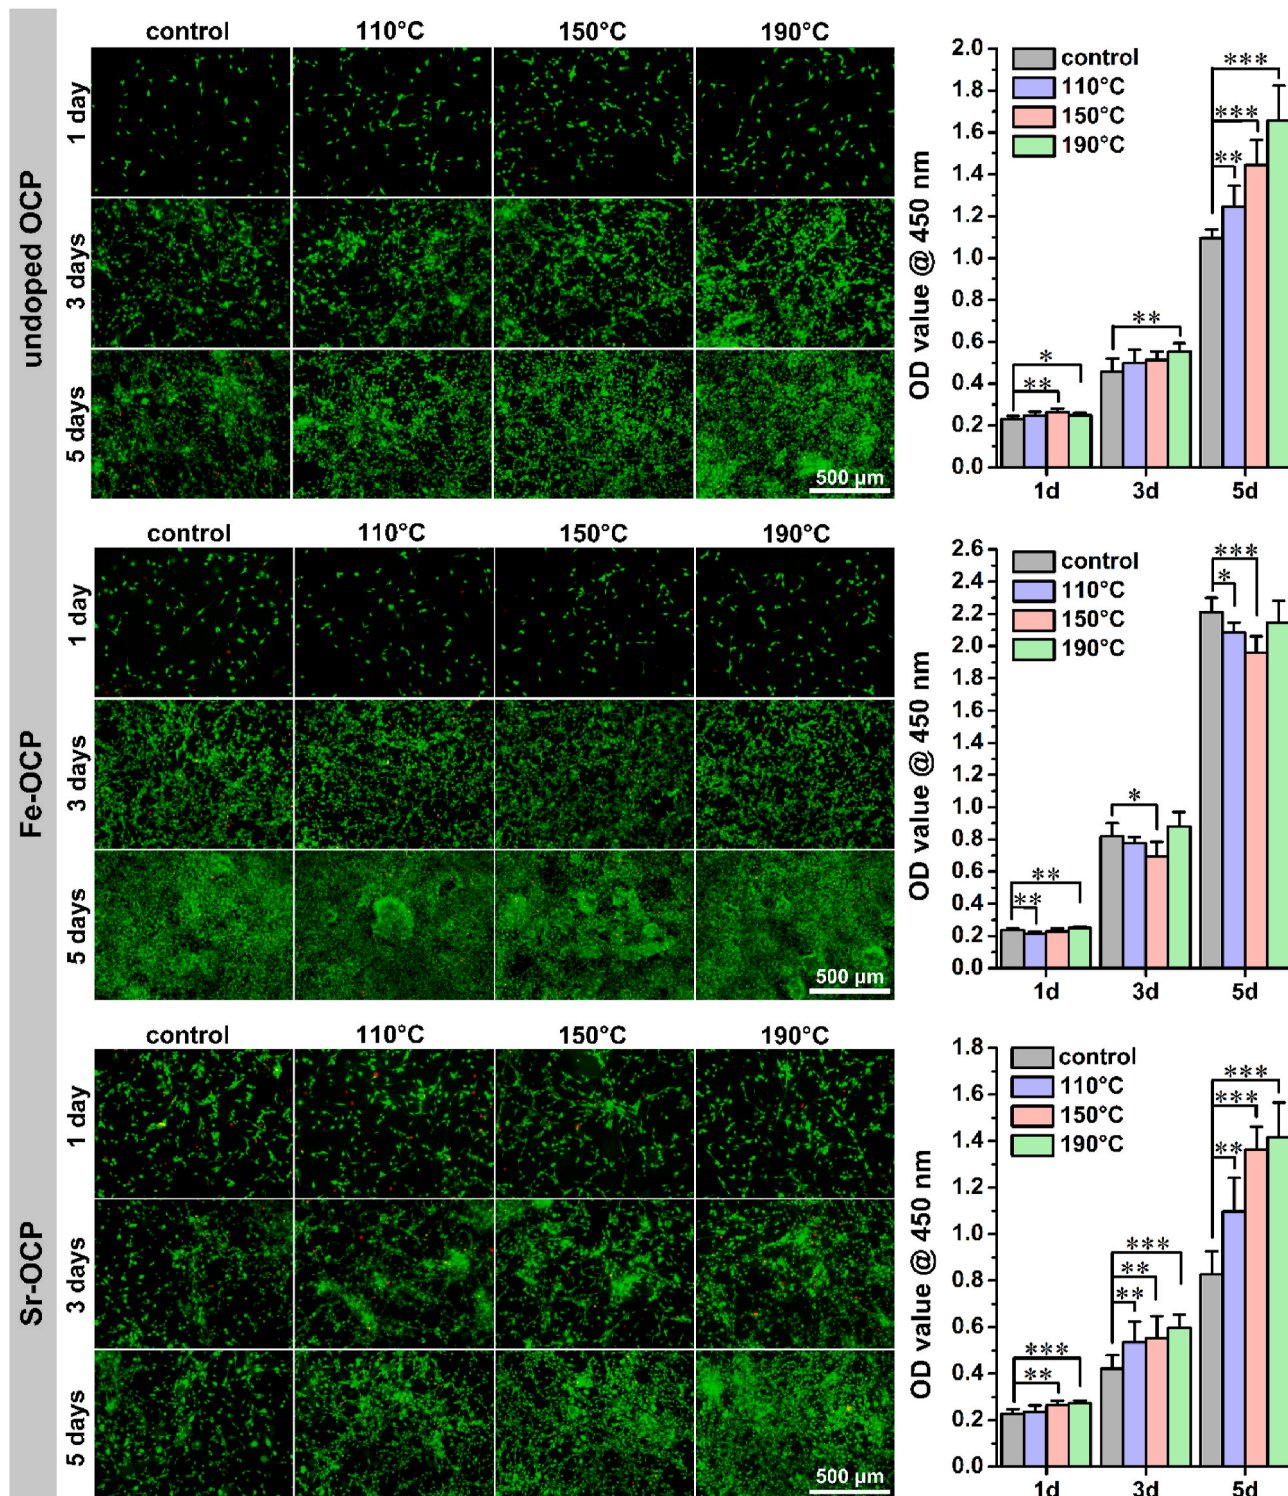 undoped OCP
control 110°C 150°C 190°C
1 day
3 days
5 days
500 µm
OD value @ 450 nm
2.0
1.8
1.6
1.4
1.2
1.0
0.8
0.6
0.4
0.2
0.0
control
110°C
150°C
190°C
* ** ** ** *** ***
1d 3d 5d
Fe-OCP
control 110°C 150°C 190°C
1 day
3 days
5 days
500 µm
OD value @ 450 nm
2.6
2.4
2.2
2.0
1.8
1.6
1.4
1.2
1.0
0.8
0.6
0.4
0.2
0.0
control
110°C
150°C
190°C
** ** * * ***
1d 3d 5d
Sr-OCP
control 110°C 150°C 190°C
1 day
3 days
5 days
500 µm
OD value @ 450 nm
1.8
1.6
1.4
1.2
1.0
0.8
0.6
0.4
0.2
0.0
control
110°C
150°C
190°C
** *** ** ** *** ** *** ***
1d 3d 5d